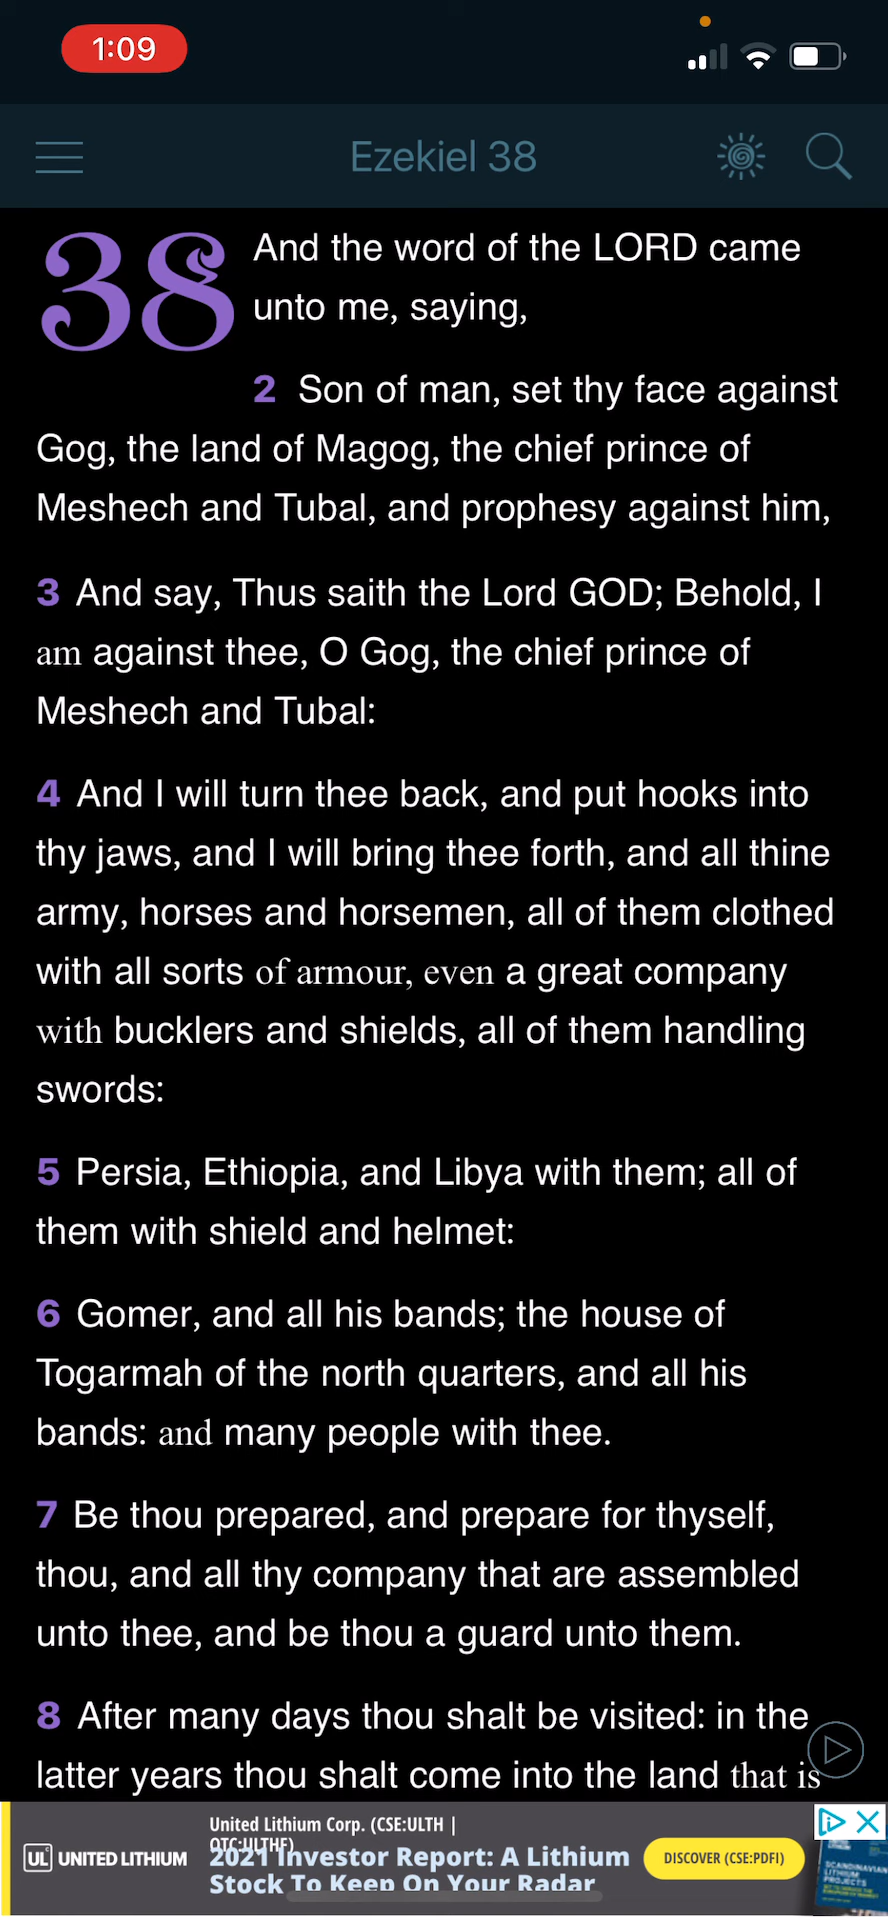 1:09
Ezekiel 38
38 And the word of the LORD came
unto me, saying,
2 Son of man, set thy face against
Gog, the land of Magog, the chief prince of
Meshech and Tubal, and prophesy against him,
3 And say, Thus saith the Lord GOD; Behold, I
am against thee, O Gog, the chief prince of
Meshech and Tubal:
4 And I will turn thee back, and put hooks into
thy jaws, and I will bring thee forth, and all thine
army, horses and horsemen, all of them clothed
with all sorts of armour, even a great company
with bucklers and shields, all of them handling
swords:
5 Persia, Ethiopia, and Libya with them; all of
them with shield and helmet:
6 Gomer, and all his bands; the house of
Togarmah of the north quarters, and all his
bands: and many people with thee.
7 Be thou prepared, and prepare for thyself,
thou, and all thy company that are assembled
unto thee, and be thou a guard unto them.
8 After many days thou shalt be visited: in the
latter years thou shalt come into the land that is
United Lithium Corp. (CSE:ULTH |
OTC:ULTHF)
2021 Investor Report: A Lithium
Stock To Keep On Your Radar
UL UNITED LITHIUM
DISCOVER (CSE:PDFI)
SCANDINAVIAN
LITHIUM
PROJECTS